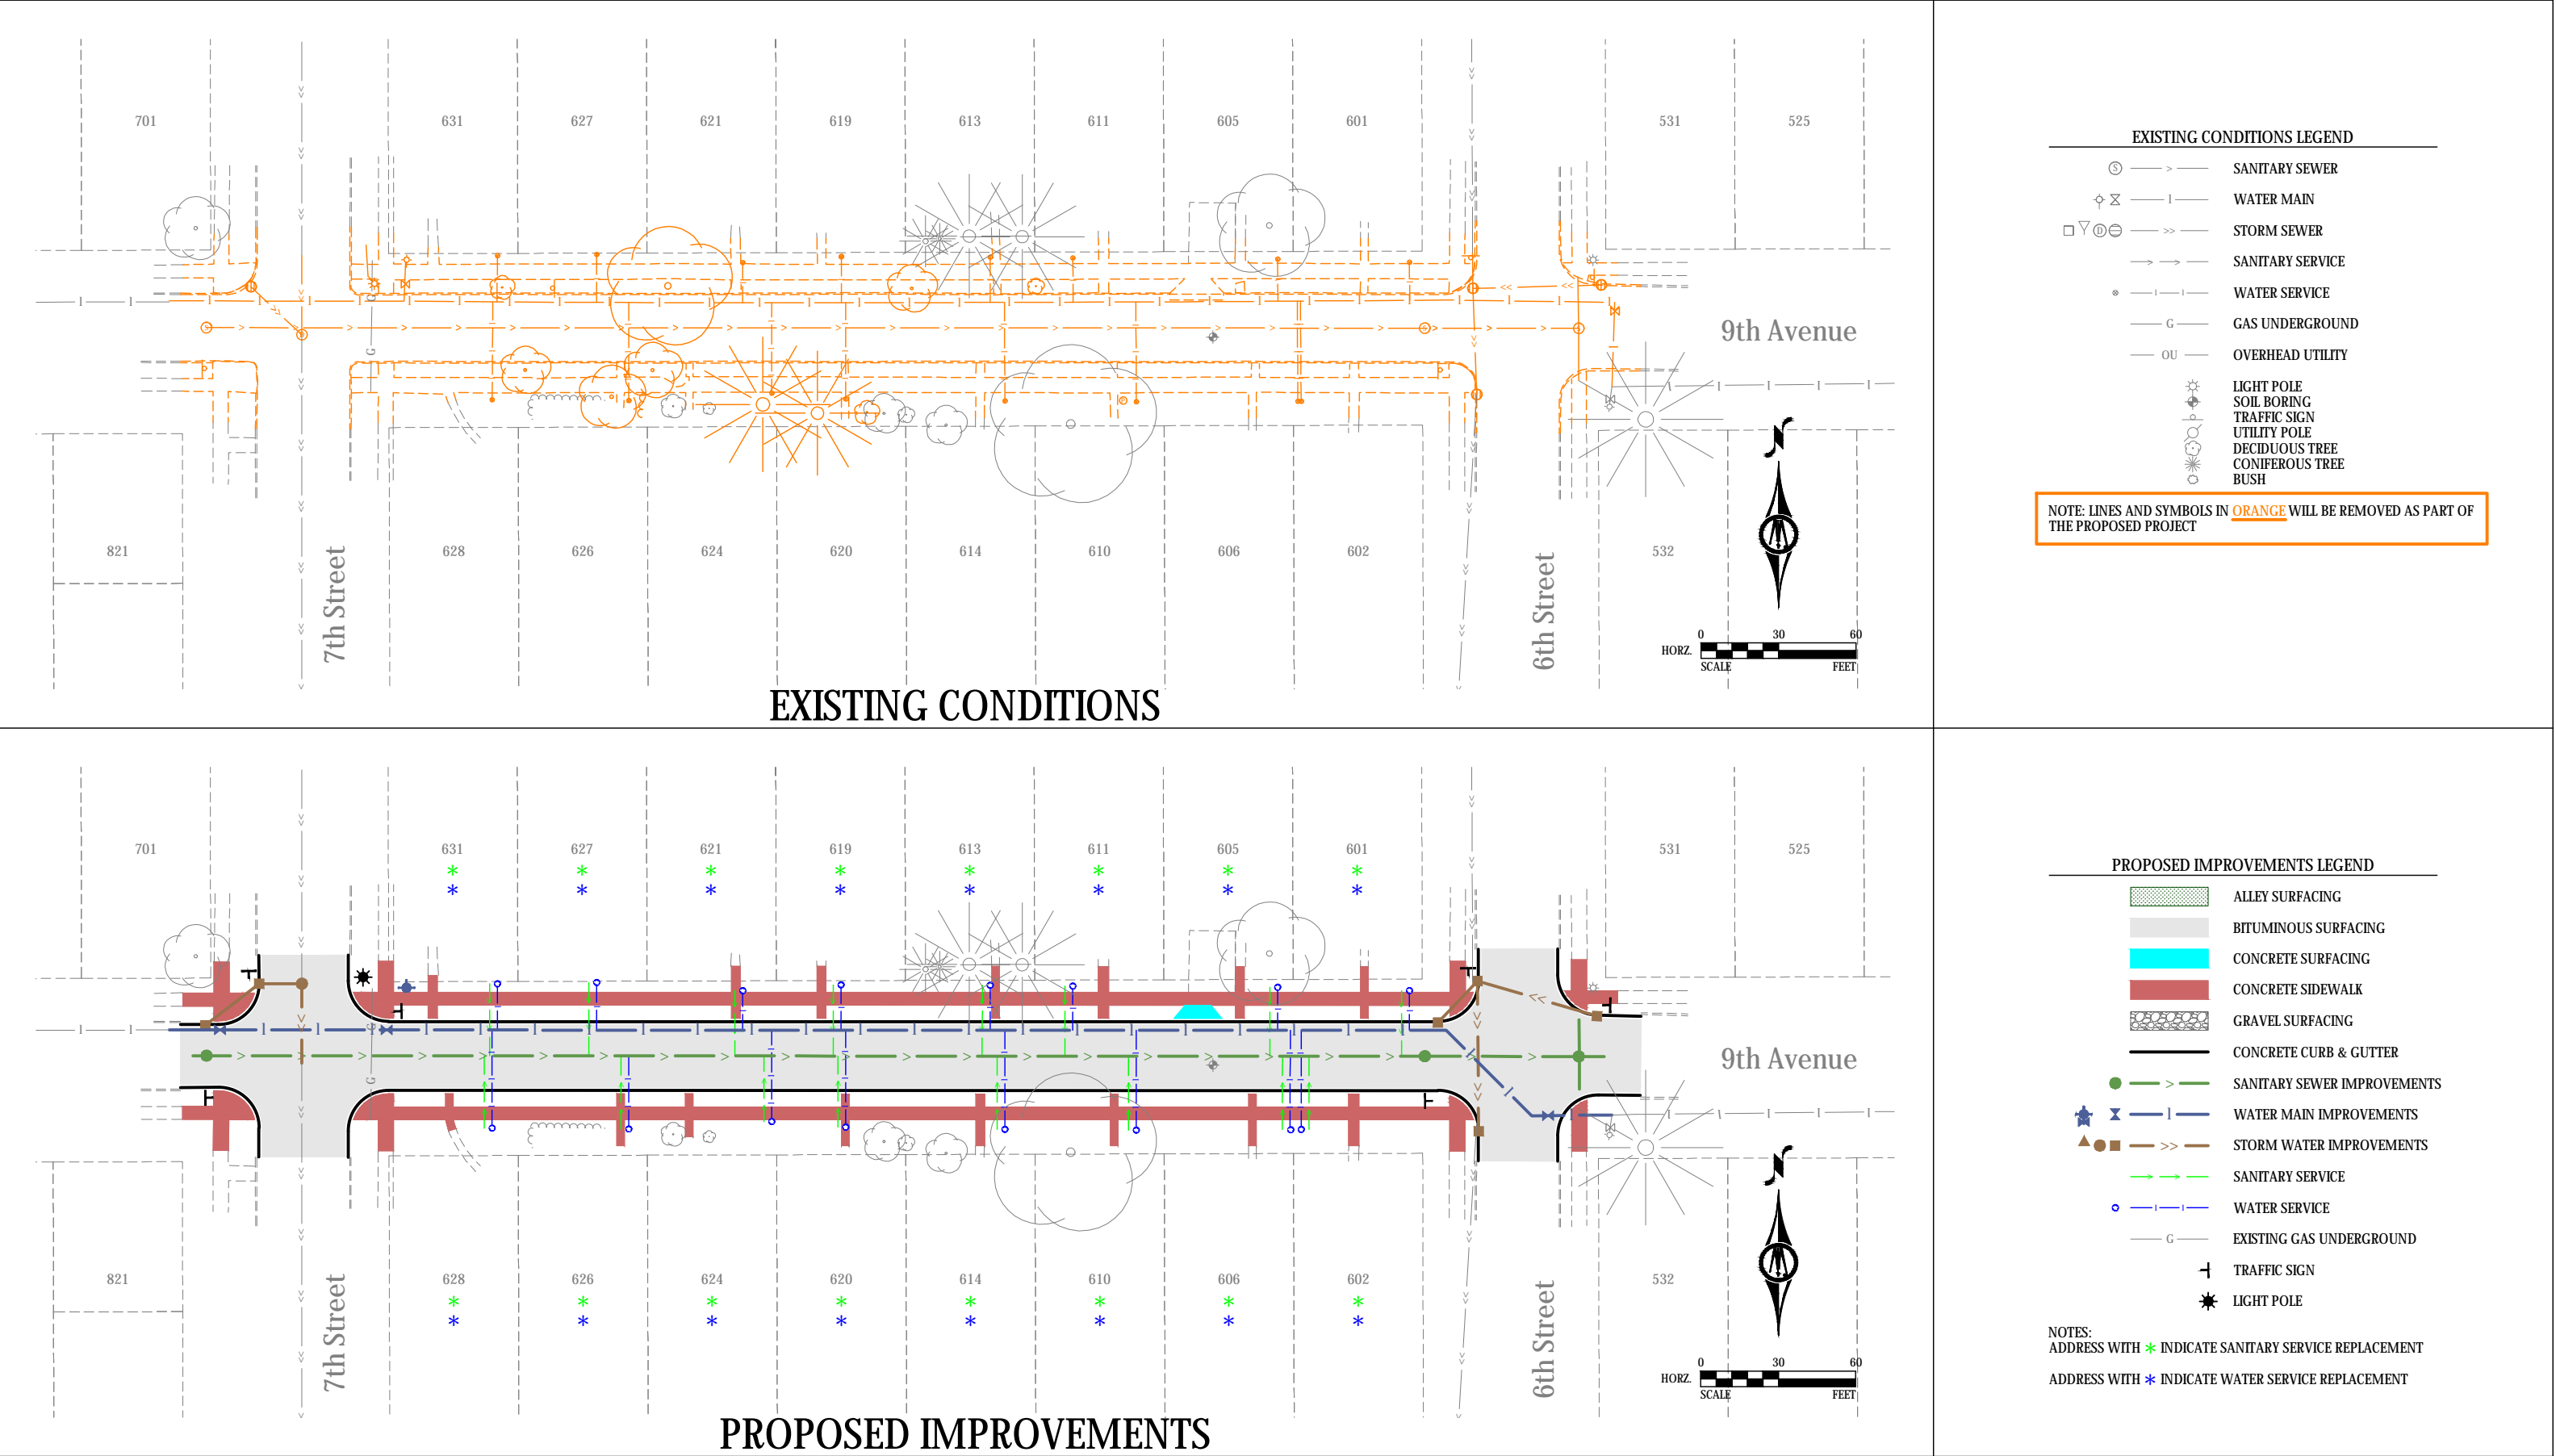 701
631
627
621
619
613
611
605
601
531
525
9th Avenue
821
7th Street
628
626
624
620
614
610
606
602
6th Street
532
0 30 60
HORZ.
SCALE FEET
EXISTING CONDITIONS
EXISTING CONDITIONS LEGEND
S > SANITARY SEWER
I WATER MAIN
D >> STORM SEWER
SANITARY SERVICE
WATER SERVICE
G GAS UNDERGROUND
OU OVERHEAD UTILITY
LIGHT POLE
SOIL BORING
TRAFFIC SIGN
UTILITY POLE
DECIDUOUS TREE
CONIFEROUS TREE
BUSH
NOTE: LINES AND SYMBOLS IN ORANGE WILL BE REMOVED AS PART OF
THE PROPOSED PROJECT
701
631
627
621
619
613
611
605
601
531
525
9th Avenue
821
7th Street
628
626
624
620
614
610
606
602
6th Street
532
0 30 60
HORZ.
SCALE FEET
PROPOSED IMPROVEMENTS
PROPOSED IMPROVEMENTS LEGEND
ALLEY SURFACING
BITUMINOUS SURFACING
CONCRETE SURFACING
CONCRETE SIDEWALK
GRAVEL SURFACING
CONCRETE CURB & GUTTER
> SANITARY SEWER IMPROVEMENTS
I WATER MAIN IMPROVEMENTS
>> STORM WATER IMPROVEMENTS
SANITARY SERVICE
WATER SERVICE
G EXISTING GAS UNDERGROUND
TRAFFIC SIGN
LIGHT POLE
NOTES:
ADDRESS WITH * INDICATE SANITARY SERVICE REPLACEMENT
ADDRESS WITH * INDICATE WATER SERVICE REPLACEMENT